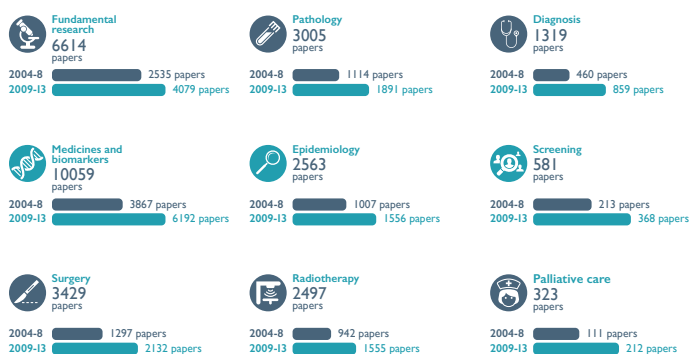 Fundamental
research
6614
papers
2004-8 2535 papers
2009-13 4079 papers
Pathology
3005
papers
2004-8 1114 papers
2009-13 1891 papers
Diagnosis
1319
papers
2004-8 460 papers
2009-13 859 papers
Medicines and
biomarkers
10059
papers
2004-8 3867 papers
2009-13 6192 papers
Epidemiology
2563
papers
2004-8 1007 papers
2009-13 1556 papers
Screening
581
papers
2004-8 213 papers
2009-13 368 papers
Surgery
3429
papers
2004-8 1297 papers
2009-13 2132 papers
Radiotherapy
2497
papers
2004-8 942 papers
2009-13 1555 papers
Palliative care
323
papers
2004-8 111 papers
2009-13 212 papers